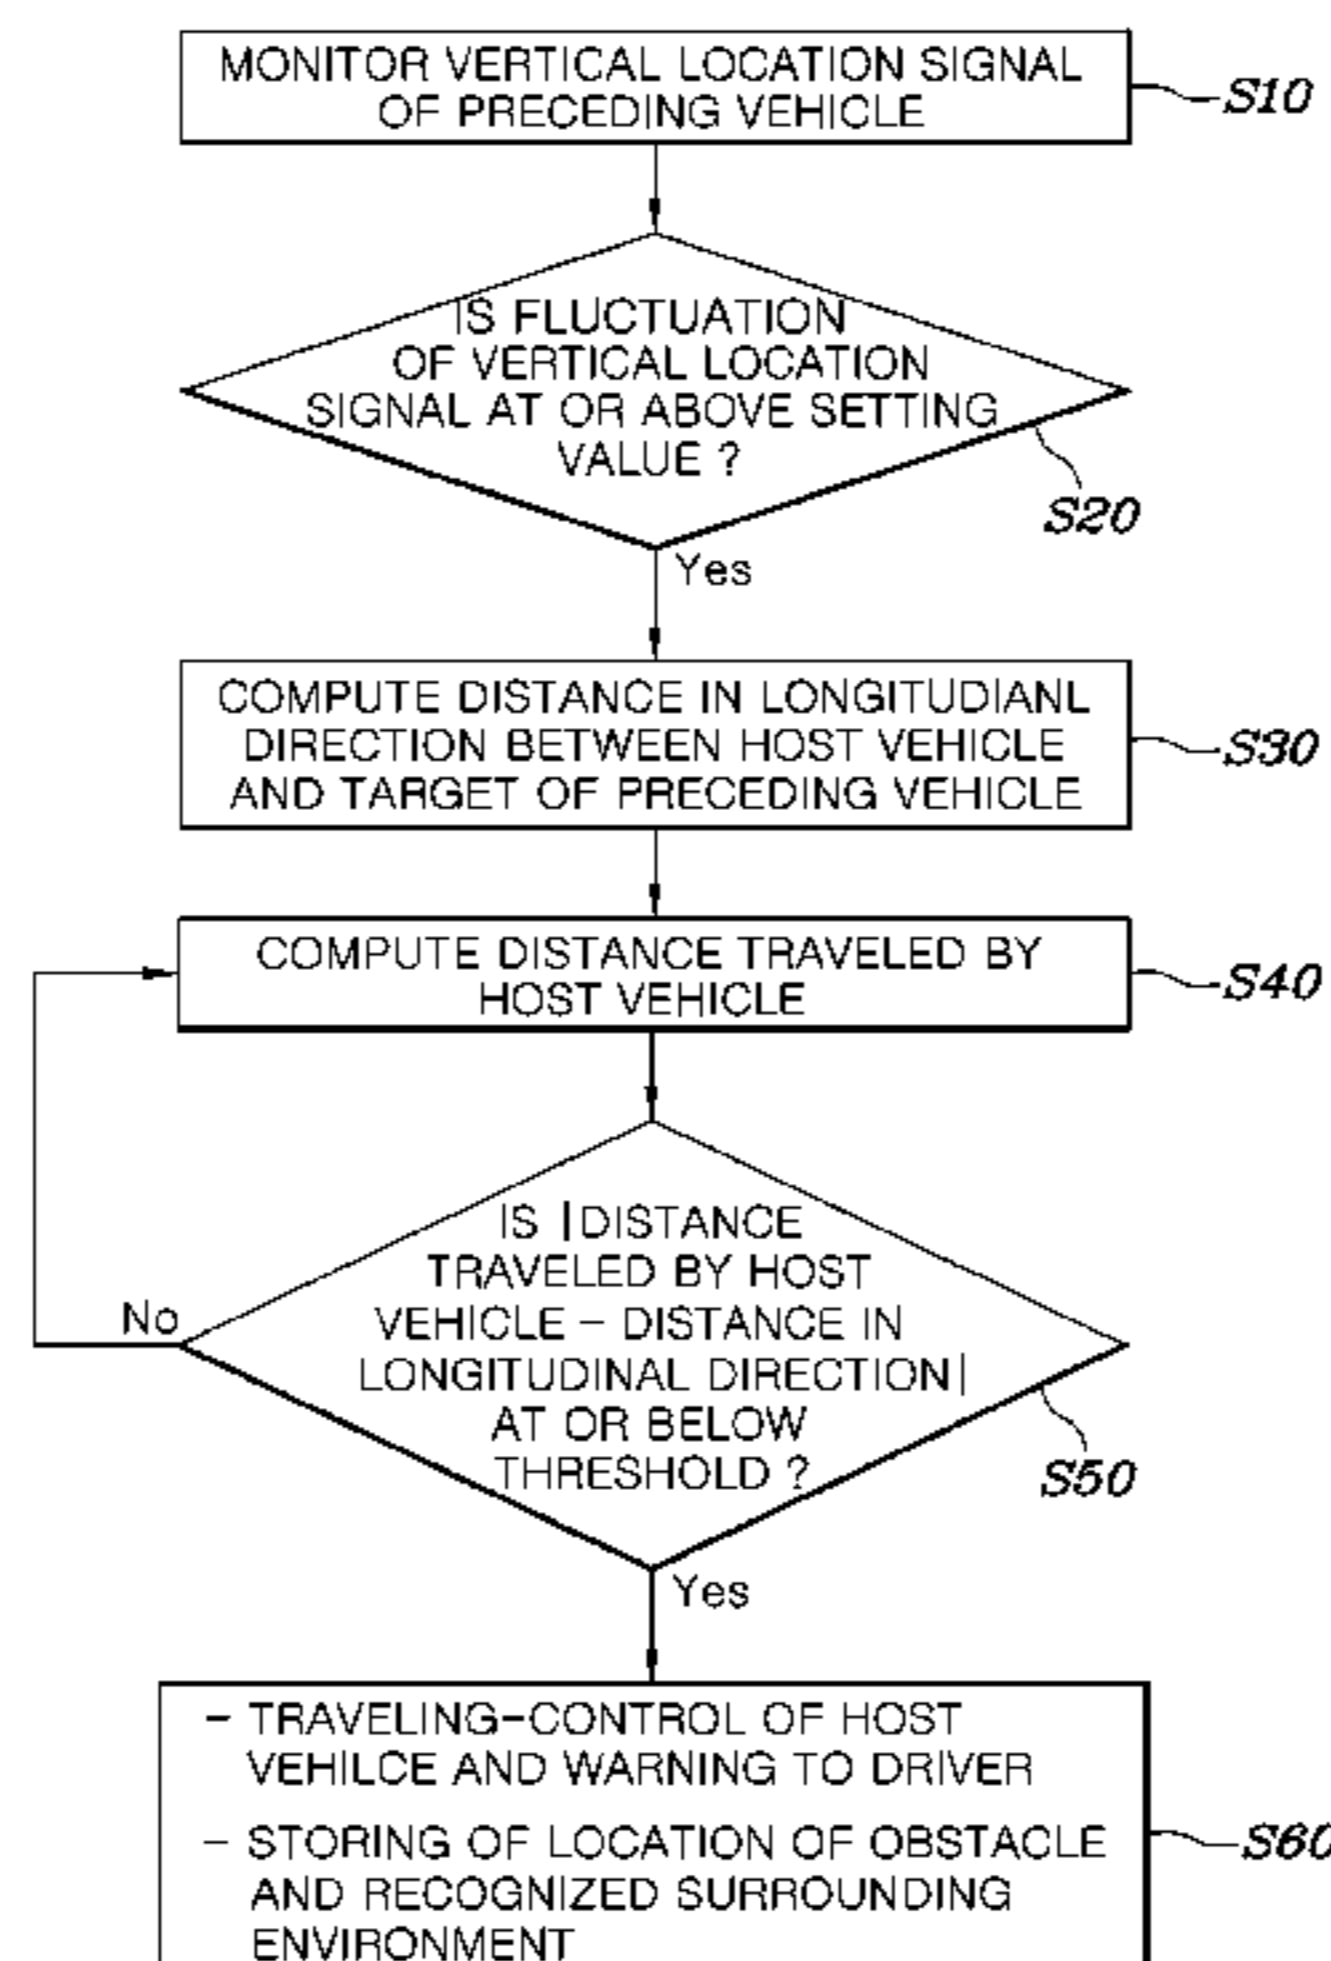 MONITOR VERTICAL LOCATION SIGNAL
OF PRECEDING VEHICLE
S10
IS FLUCTUATION
OF VERTICAL LOCATION
SIGNAL AT OR ABOVE SETTING
VALUE ?
S20
Yes
COMPUTE DISTANCE IN LONGITUDIANL
DIRECTION BETWEEN HOST VEHICLE
AND TARGET OF PRECEDING VEHICLE
S30
COMPUTE DISTANCE TRAVELED BY
HOST VEHICLE
S40
IS |DISTANCE
TRAVELED BY HOST
VEHICLE – DISTANCE IN
LONGITUDINAL DIRECTION|
AT OR BELOW
THRESHOLD ?
No
S50
Yes
– TRAVELING-CONTROL OF HOST
VEHILCE AND WARNING TO DRIVER
– STORING OF LOCATION OF OBSTACLE
AND RECOGNIZED SURROUNDING
ENVIRONMENT
S60